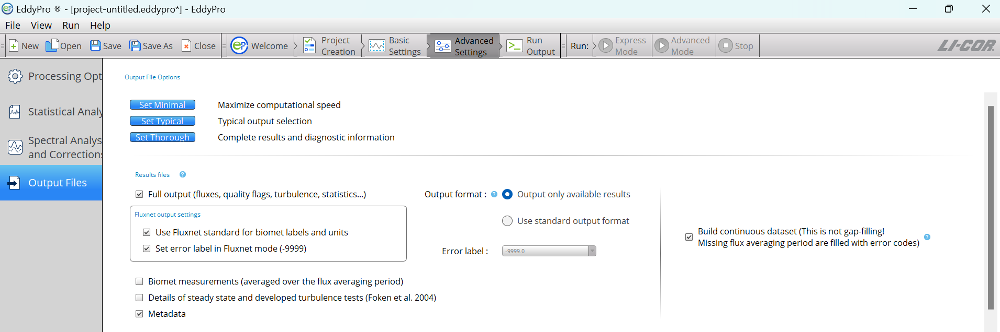 EddyPro ® - [project-untitled.eddypro*] - EddyPro
File View Run Help
New Open Save Save As Close Welcome Project Creation Basic Settings Advanced Settings Run Output Run: Express Mode Advanced Mode Stop LI-COR®
Processing Opt
Statistical Analy
Spectral Analys
and Corrections
Output Files
Output File Options
Set Minimal Maximize computational speed
Set Typical Typical output selection
Set Thorough Complete results and diagnostic information
Results files ?
Full output (fluxes, quality flags, turbulence, statistics...)
Fluxnet output settings
Use Fluxnet standard for biomet labels and units
Set error label in Fluxnet mode (-9999)
Biomet measurements (averaged over the flux averaging period)
Details of steady state and developed turbulence tests (Foken et al. 2004)
Metadata
Output format : ? Output only available results
Use standard output format
Error label : -9999.0
Build continuous dataset (This is not gap-filling!
Missing flux averaging period are filled with error codes) ?